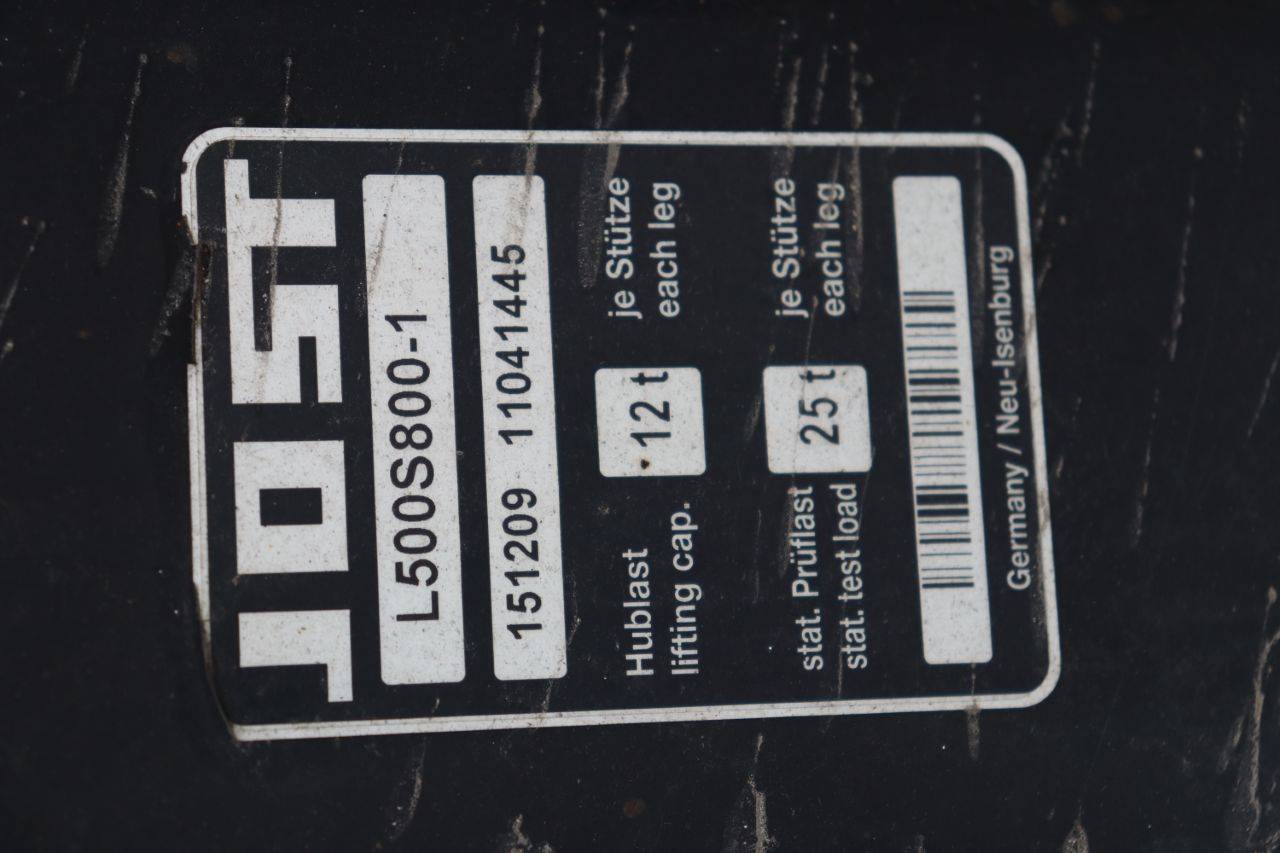 JOST
L500S800-1
151209 11041445
Hublast 12 t je Stütze
lifting cap. each leg
stat. Prüflast 25 t je Stütze
stat. test load each leg
Germany / Neu-Isenburg